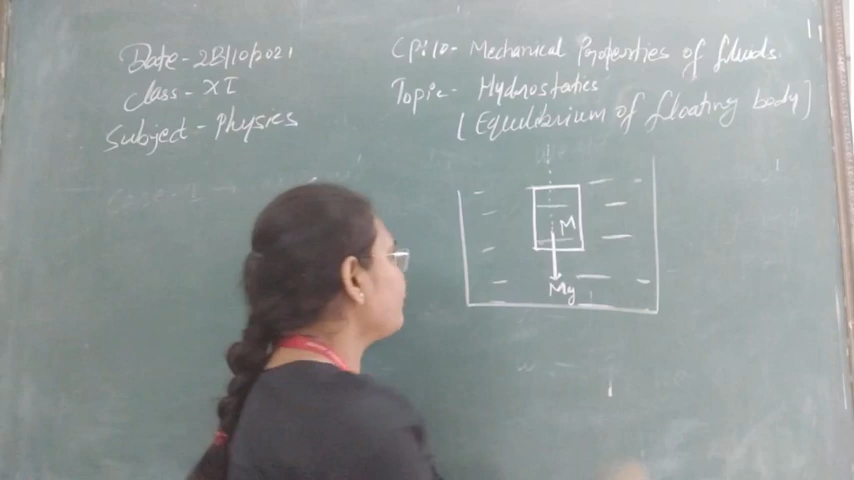 Date - 28/10/2021
Class - XI
Subject - Physics
CP:10- Mechanical Properties of fluids.
Topic - Hydrostatics
[Equilibrium of floating body]
M
Mg